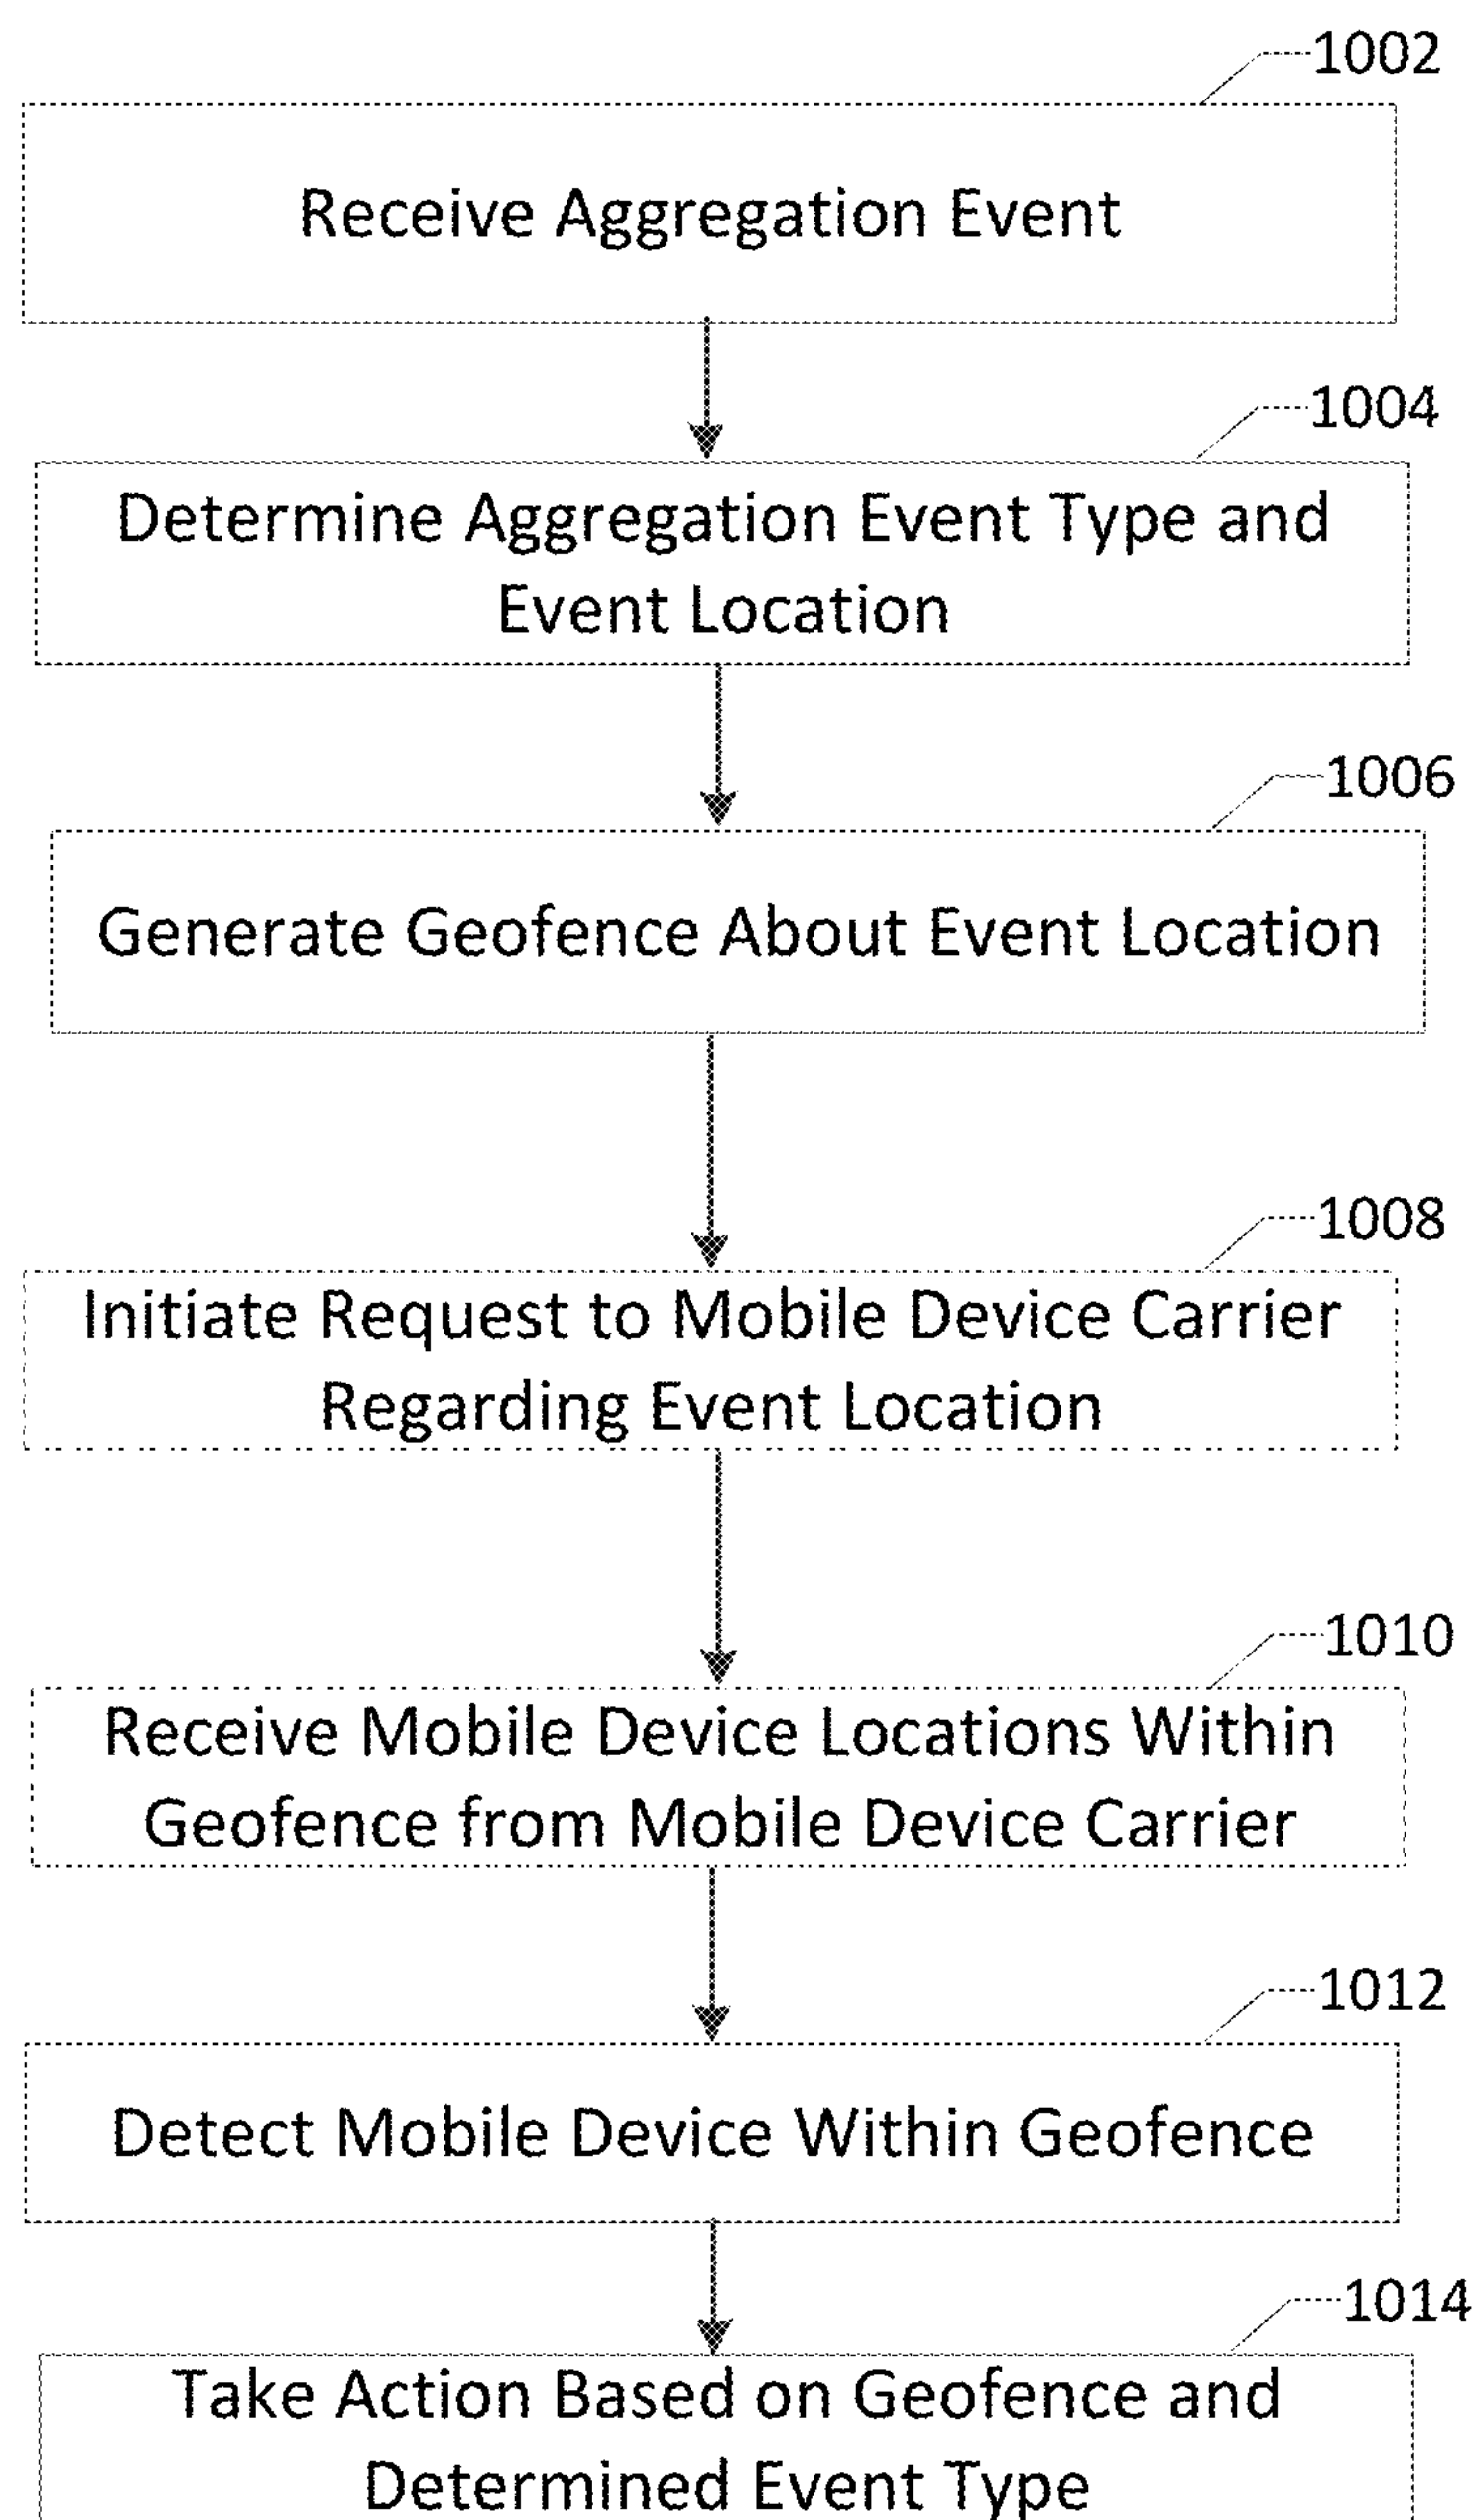 1002
Receive Aggregation Event
1004
Determine Aggregation Event Type and
Event Location
1006
Generate Geofence About Event Location
1008
Initiate Request to Mobile Device Carrier
Regarding Event Location
1010
Receive Mobile Device Locations Within
Geofence from Mobile Device Carrier
1012
Detect Mobile Device Within Geofence
1014
Take Action Based on Geofence and
Determined Event Type